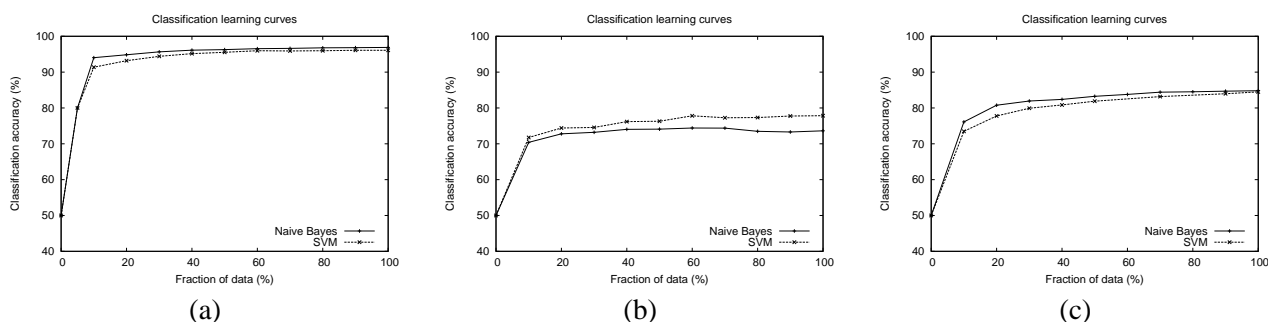 Classification learning curves
100
90
80
70
60
50
40
0 20 40 60 80 100
Classification accuracy (%)
Fraction of data (%)
Naive Bayes
SVM
(a)
Classification learning curves
100
90
80
70
60
50
40
0 20 40 60 80 100
Classification accuracy (%)
Fraction of data (%)
Naive Bayes
SVM
(b)
Classification learning curves
100
90
80
70
60
50
40
0 20 40 60 80 100
Classification accuracy (%)
Fraction of data (%)
Naive Bayes
SVM
(c)